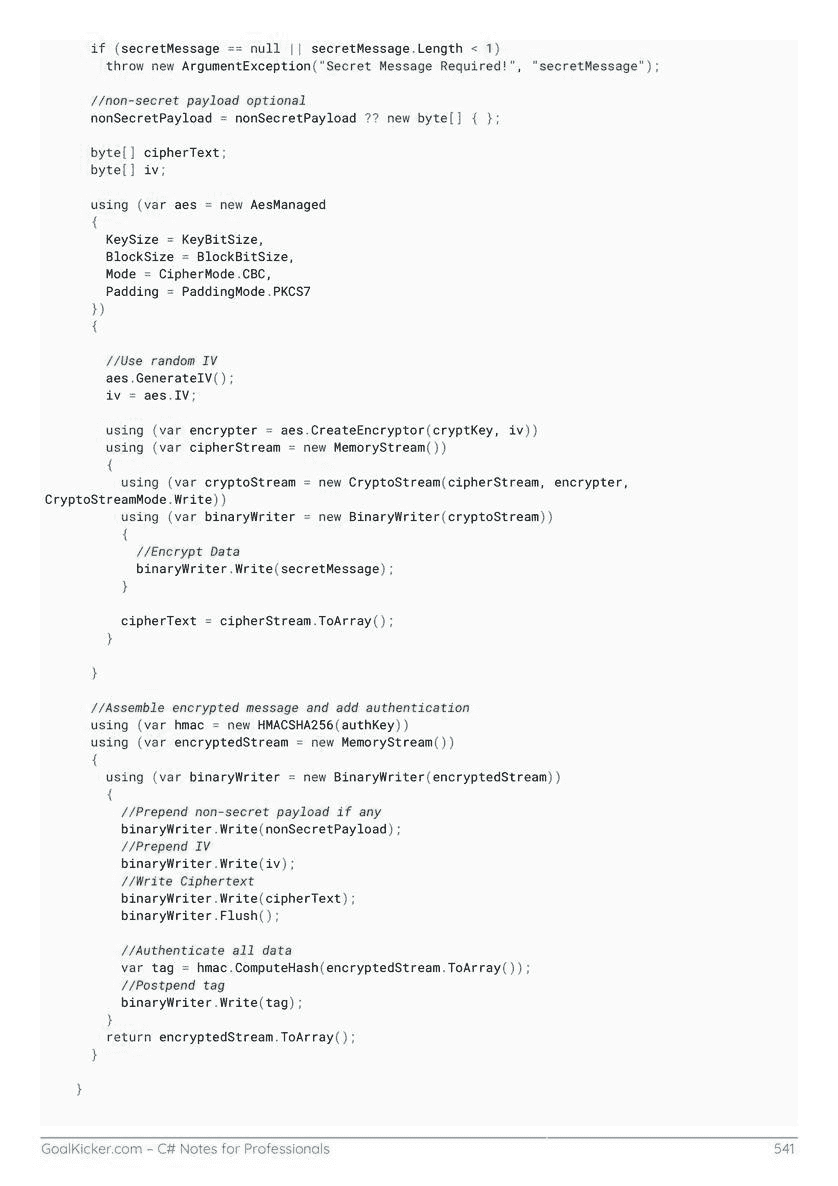 if (secretMessage == null || secretMessage.Length < 1)
throw new ArgumentException("Secret Message Required!", "secretMessage");
//non-secret payload optional
nonSecretPayload = nonSecretPayload ?? new byte[] { };
byte[] cipherText;
byte[] iv;
using (var aes = new AesManaged
{
KeySize = KeyBitSize,
BlockSize = BlockBitSize,
Mode = CipherMode.CBC,
Padding = PaddingMode.PKCS7
})
{
//Use random IV
aes.GenerateIV();
iv = aes.IV;
using (var encrypter = aes.CreateEncryptor(cryptKey, iv))
using (var cipherStream = new MemoryStream())
{
using (var cryptoStream = new CryptoStream(cipherStream, encrypter,
CryptoStreamMode.Write))
using (var binaryWriter = new BinaryWriter(cryptoStream))
{
//Encrypt Data
binaryWriter.Write(secretMessage);
}
cipherText = cipherStream.ToArray();
}
}
//Assemble encrypted message and add authentication
using (var hmac = new HMACSHA256(authKey))
using (var encryptedStream = new MemoryStream())
{
using (var binaryWriter = new BinaryWriter(encryptedStream))
{
//Prepend non-secret payload if any
binaryWriter.Write(nonSecretPayload);
//Prepend IV
binaryWriter.Write(iv);
//Write Ciphertext
binaryWriter.Write(cipherText);
binaryWriter.Flush();
//Authenticate all data
var tag = hmac.ComputeHash(encryptedStream.ToArray());
//Postpend tag
binaryWriter.Write(tag);
}
return encryptedStream.ToArray();
}
}
GoalKicker.com – C# Notes for Professionals
541